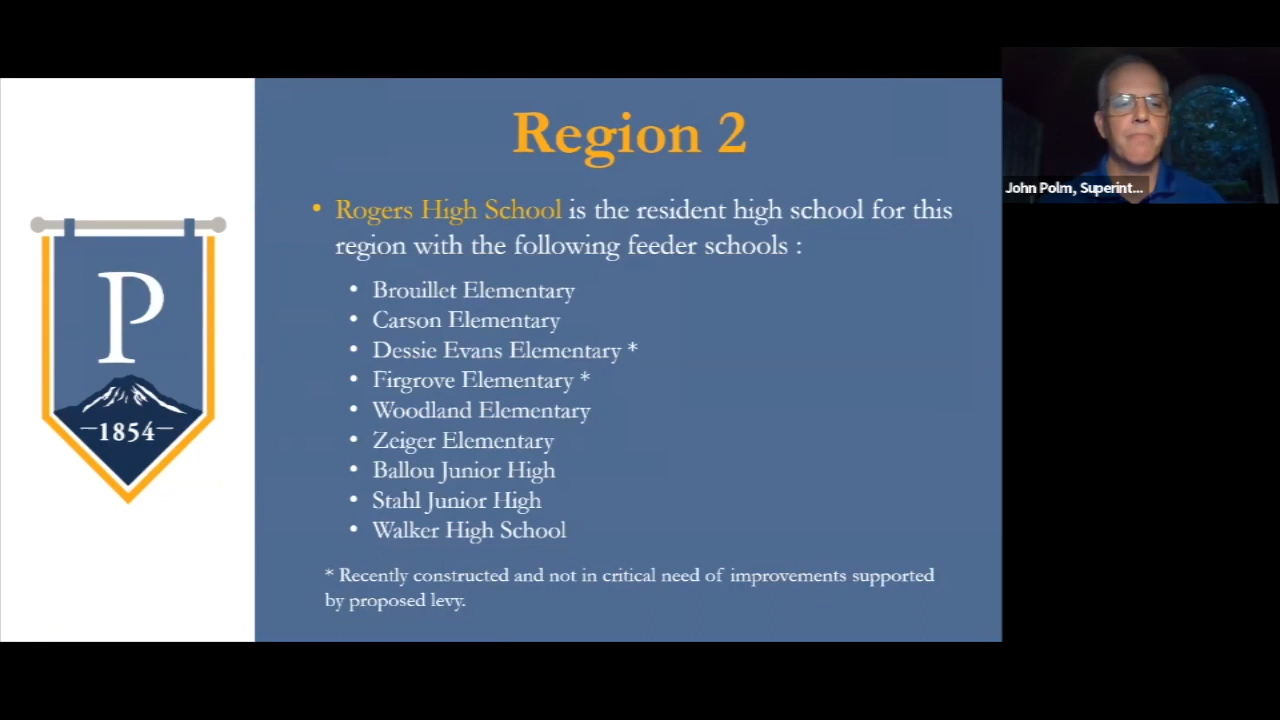 Region 2
• Rogers High School is the resident high school for this
region with the following feeder schools :
• Brouillet Elementary
• Carson Elementary
• Dessie Evans Elementary *
• Firgrove Elementary *
• Woodland Elementary
• Zeiger Elementary
• Ballou Junior High
• Stahl Junior High
• Walker High School
* Recently constructed and not in critical need of improvements supported
by proposed levy.
P
–1854–
John Polm, Superint...